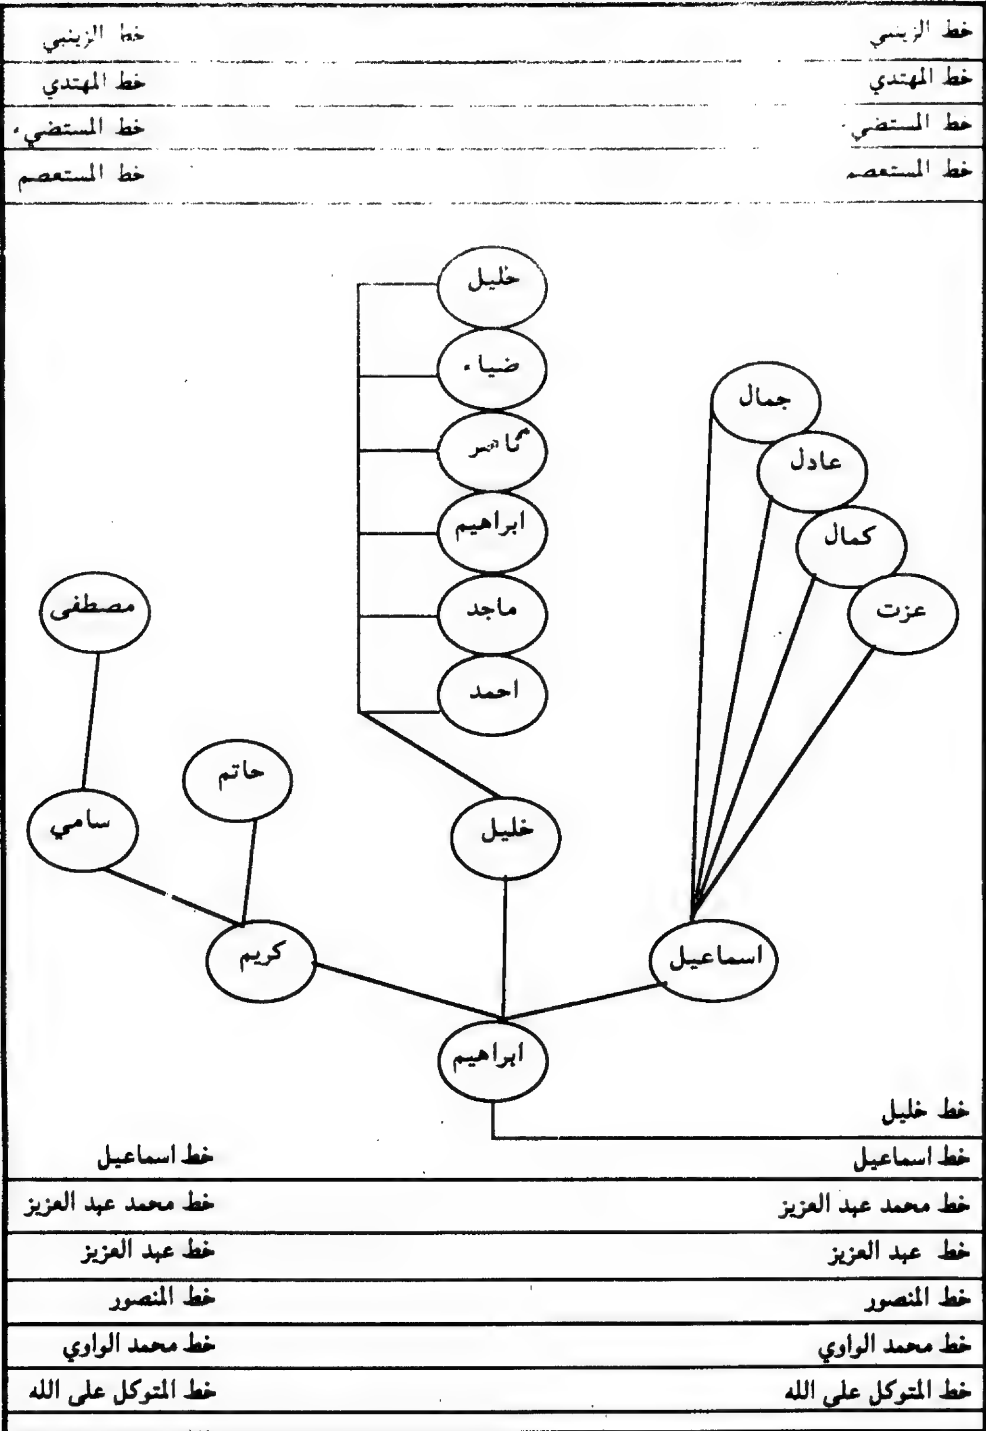 خط الزينبي خط الزينبي
خط المهتدي خط المهتدي
خط المستضيء خط المستضيء
خط المستعصم خط المستعصم
خليل
ضياء
جمال
عادل
ابراهيم
كمال
مصطفى
ماجد
عزت
احمد
حاتم
سامي
خليل
كريم
اسماعيل
ابراهيم
خط خليل
خط اسماعيل خط اسماعيل
خط محمد عبد العزيز خط محمد عبد العزيز
خط عبد العزيز خط عبد العزيز
خط المنصور خط المنصور
خط محمد الواوي خط محمد الواوي
خط المتوكل على الله خط المتوكل على الله